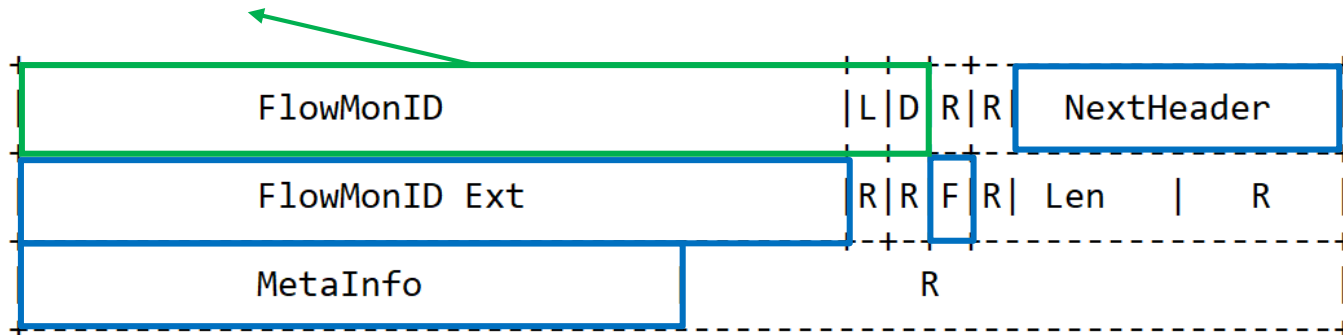 FlowMonID |L|D R|R| NextHeader
FlowMonID Ext |R|R F R| Len | R
MetaInfo R